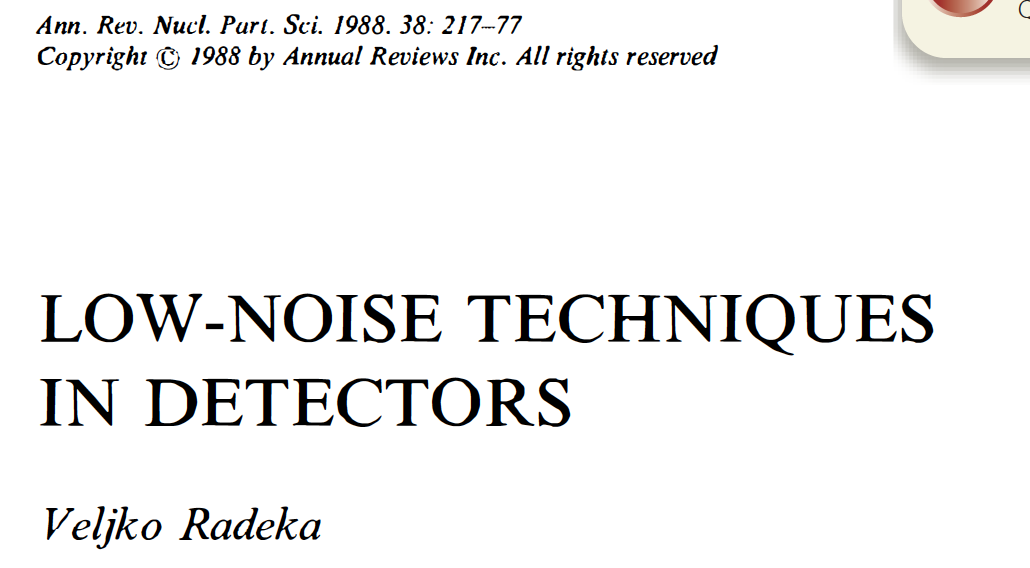 Ann. Rev. Nucl. Part. Sci. 1988. 38: 217–77
Copyright © 1988 by Annual Reviews Inc. All rights reserved
LOW-NOISE TECHNIQUES
IN DETECTORS
Veljko Radeka